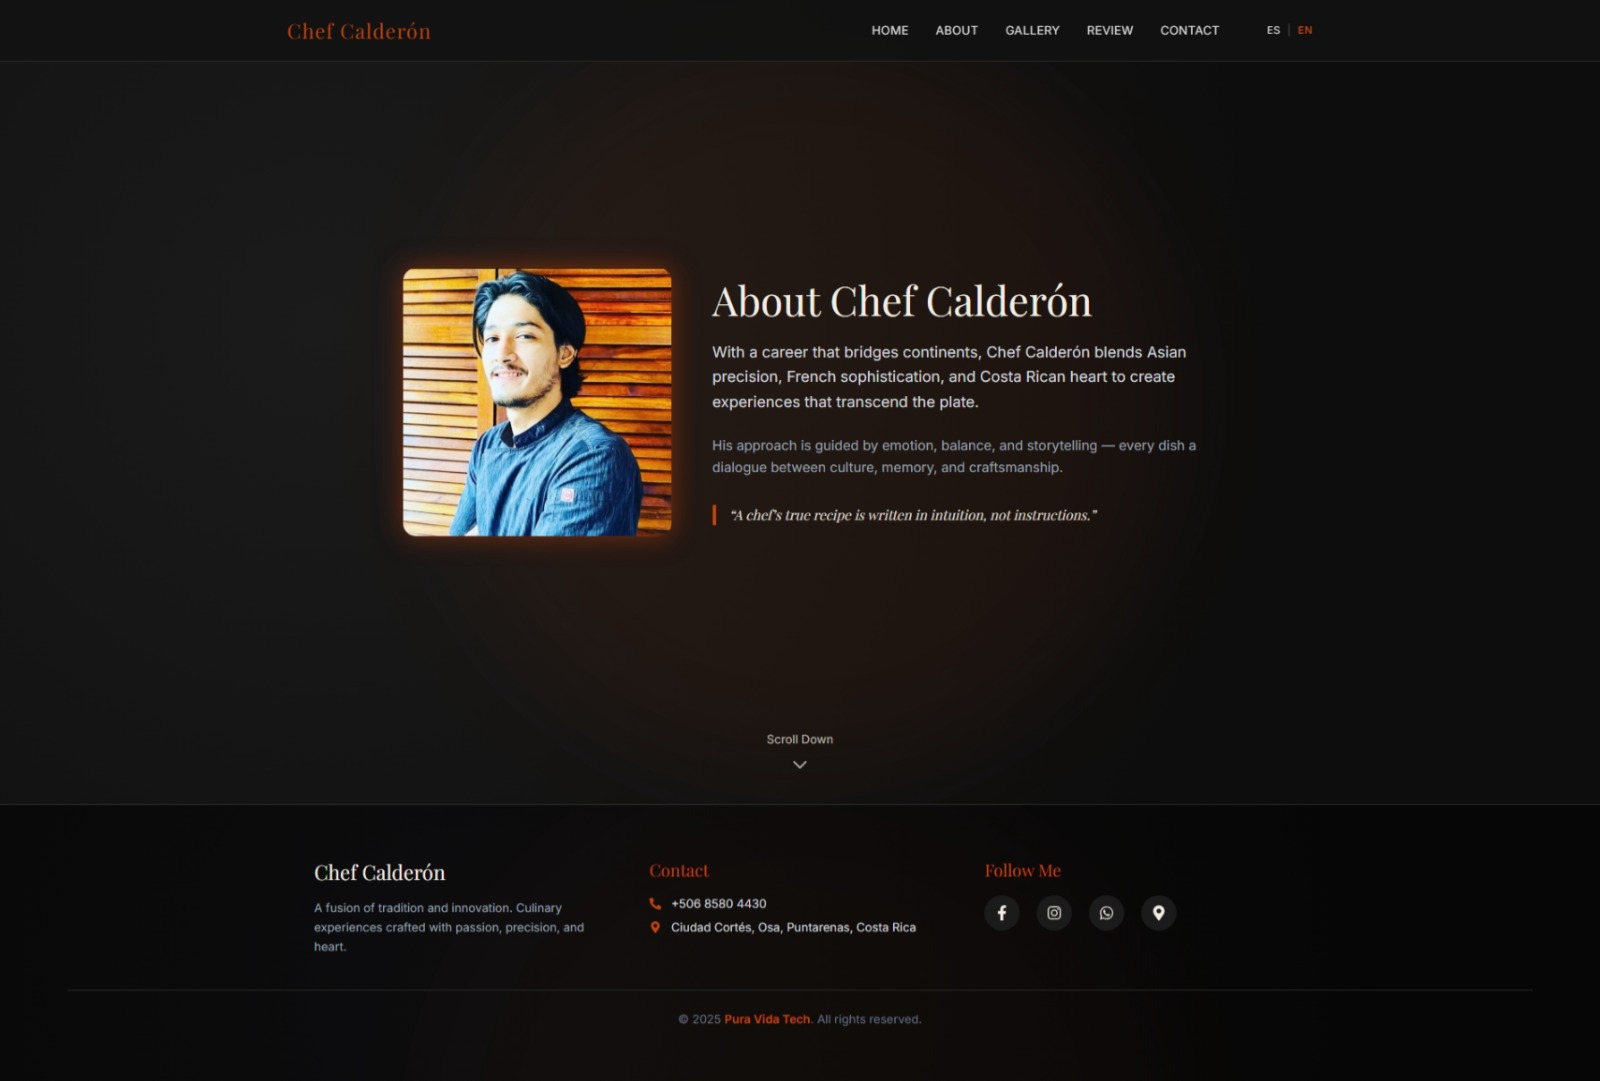 Chef Calderón
HOME ABOUT GALLERY REVIEW CONTACT ES | EN
About Chef Calderón
With a career that bridges continents, Chef Calderón blends Asian
precision, French sophistication, and Costa Rican heart to create
experiences that transcend the plate.
His approach is guided by emotion, balance, and storytelling — every dish a
dialogue between culture, memory, and craftsmanship.
“A chef’s true recipe is written in intuition, not instructions.”
Scroll Down
Chef Calderón
A fusion of tradition and innovation. Culinary
experiences crafted with passion, precision, and
heart.
Contact
+506 8580 4430
Ciudad Cortés, Osa, Puntarenas, Costa Rica
Follow Me
© 2025 Pura Vida Tech. All rights reserved.